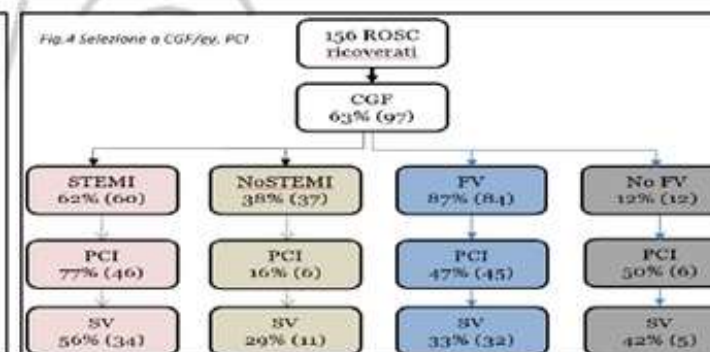 Fig.4 Selezione a CGF/ev. PCI
156 ROSC
ricoverati
CGF
63% (97)
STEMI
62% (60)
NoSTEMI
38% (37)
FV
87% (84)
No FV
12% (12)
PCI
77% (46)
PCI
16% (6)
PCI
47% (45)
PCI
50% (6)
SV
56% (34)
SV
29% (11)
SV
33% (32)
SV
42% (5)